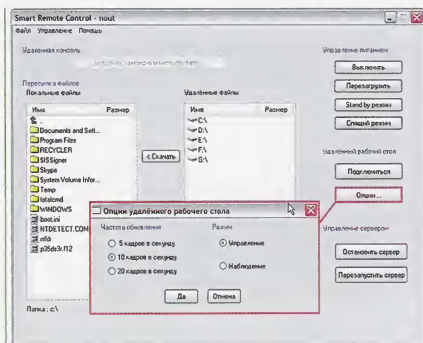 Smart Remote Control - nout
Файл Управление Помощь
Удаленная консоль
Управление питанием
Выключить
Перезагрузить
Stand by режим
Спящий режим
Пересылка файлов
Локальные файлы
Удалённые файлы
Имя Размер
Имя Размер
..
Documents and Sett...
Program Files
RECYCLER
SISSigner
Skype
System Volume Infor...
Temp
totalcmd
WINDOWS
boot.ini
NTDETECT.COM
ntldr
C:\
D:\
E:\
F:\
G:\
< Скачать
Удалённый рабочий стол
Подключиться
Опции...
Опции удалённого рабочего стола
Частота обновления
Режим
5 кадров в секунду
10 кадров в секунду
20 кадров в секунду
Управление
Наблюдение
Да
Отмена
Управление сервером
Остановить сервер
Перезапустить сервер
Папка: c:\